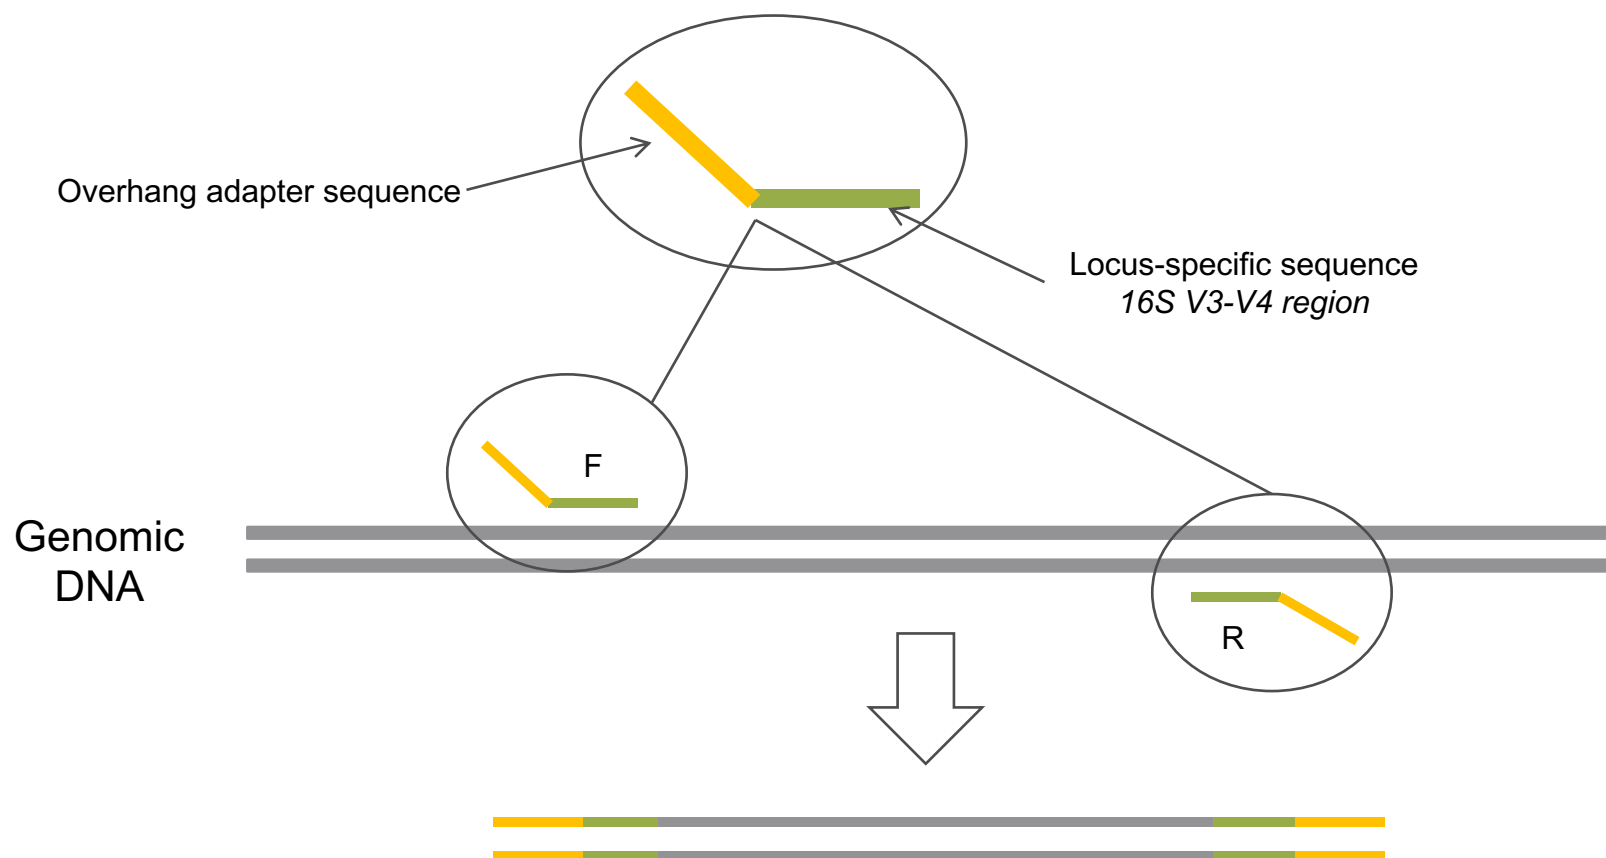 Overhang adapter sequence
Locus-specific sequence
16S V3-V4 region
F
Genomic
DNA
R